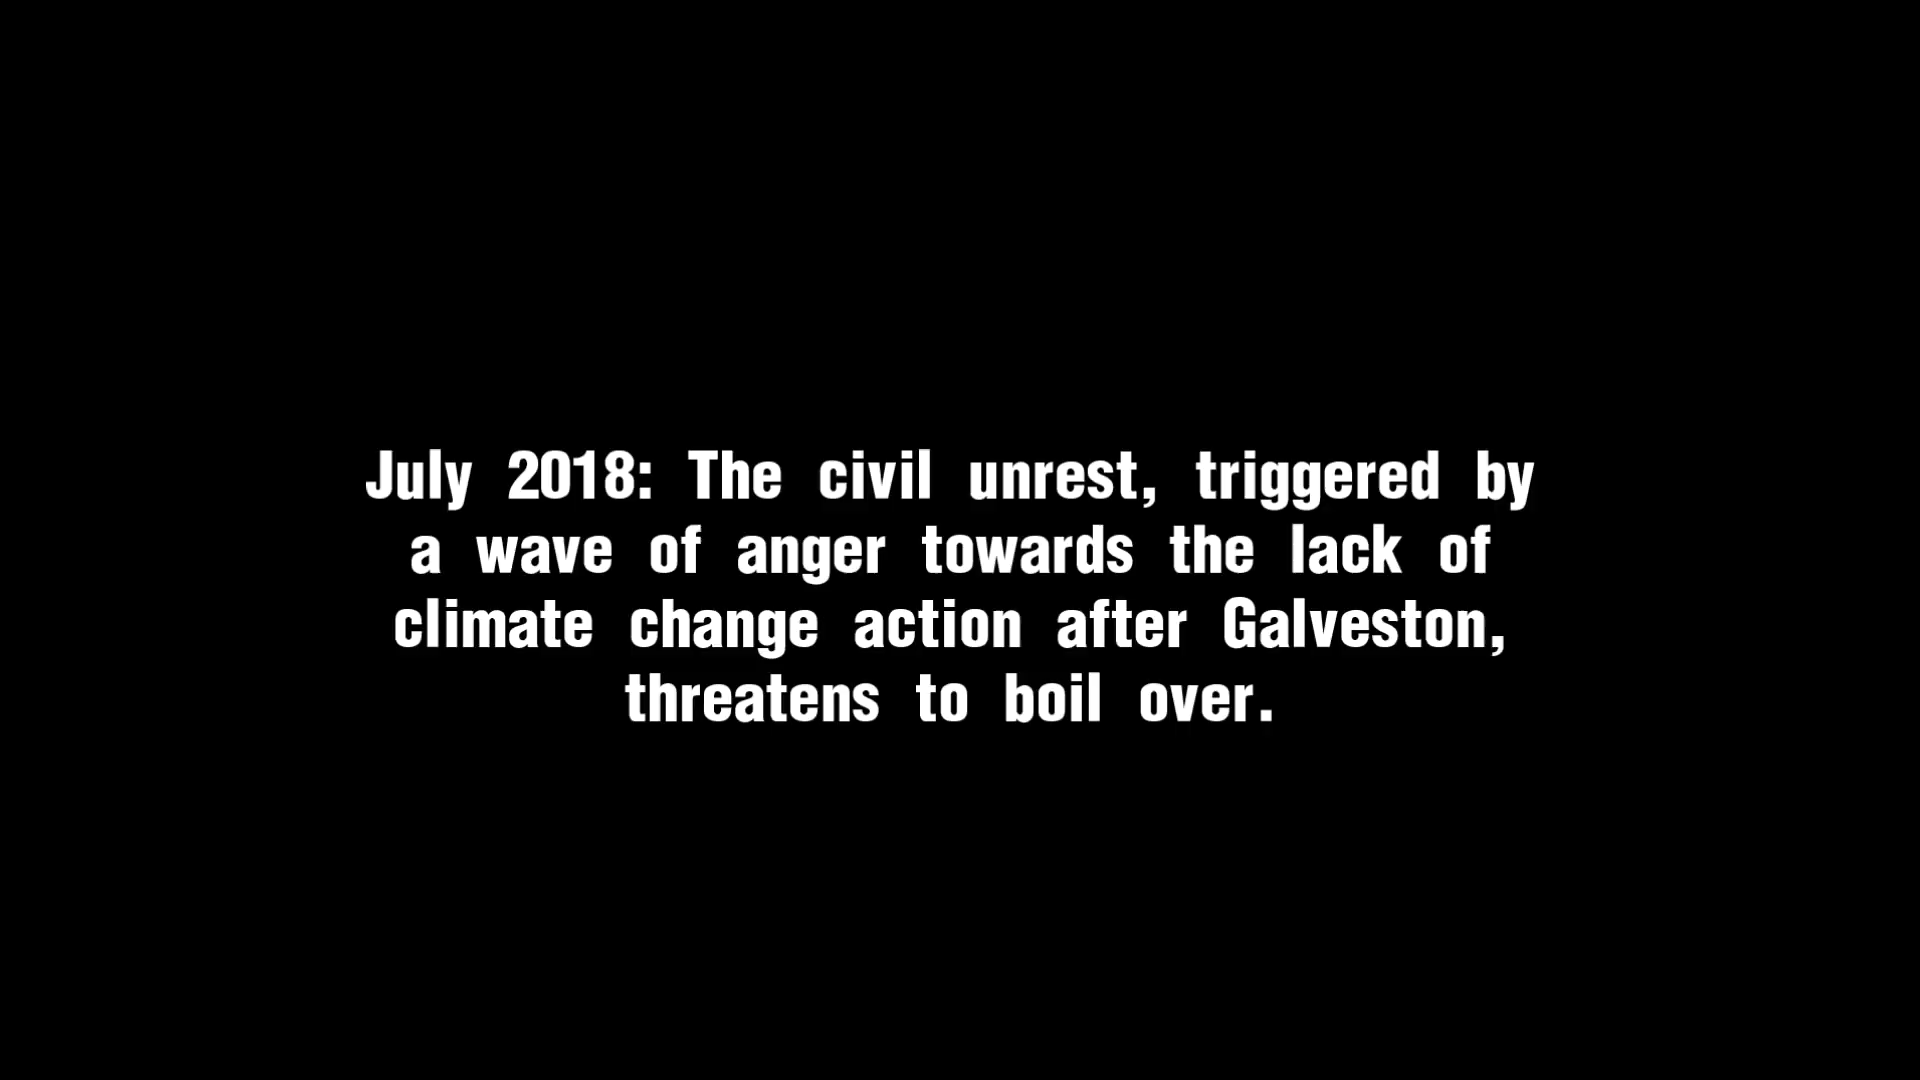 July 2018: The civil unrest, triggered by
a wave of anger towards the lack of
climate change action after Galveston,
threatens to boil over.